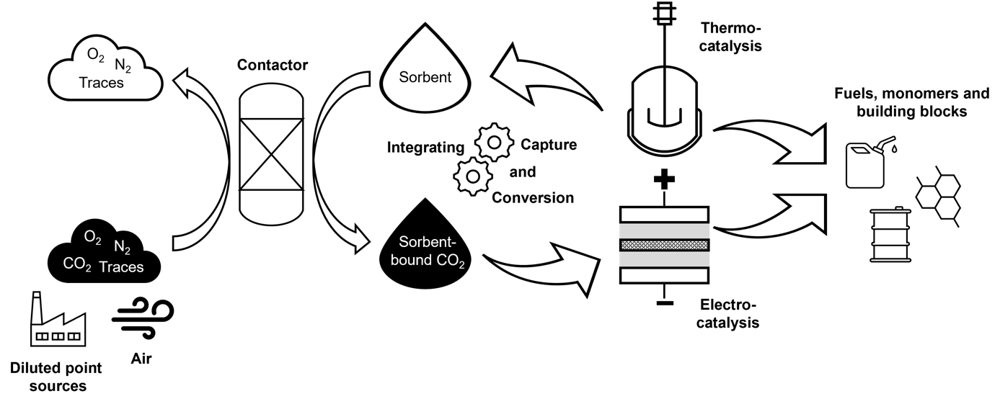 O₂ N₂
Traces
Contactor
Sorbent
Thermo-
catalysis
Fuels, monomers and
building blocks
Integrating Capture
and
Conversion
+
O₂ N₂
CO₂ Traces
Sorbent-
bound CO₂
−
Electro-
catalysis
Air
Diluted point
sources